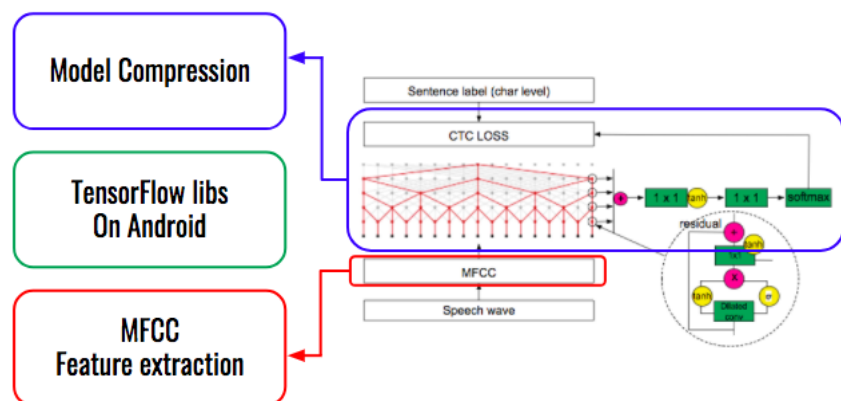 Model Compression
TensorFlow libs
On Android
MFCC
Feature extraction
Sentence label (char level)
CTC LOSS
1 x 1
tanh
1 x 1
softmax
residual
+
tanh
1x1
X
tanh
σ
Dilated
conv
MFCC
Speech wave